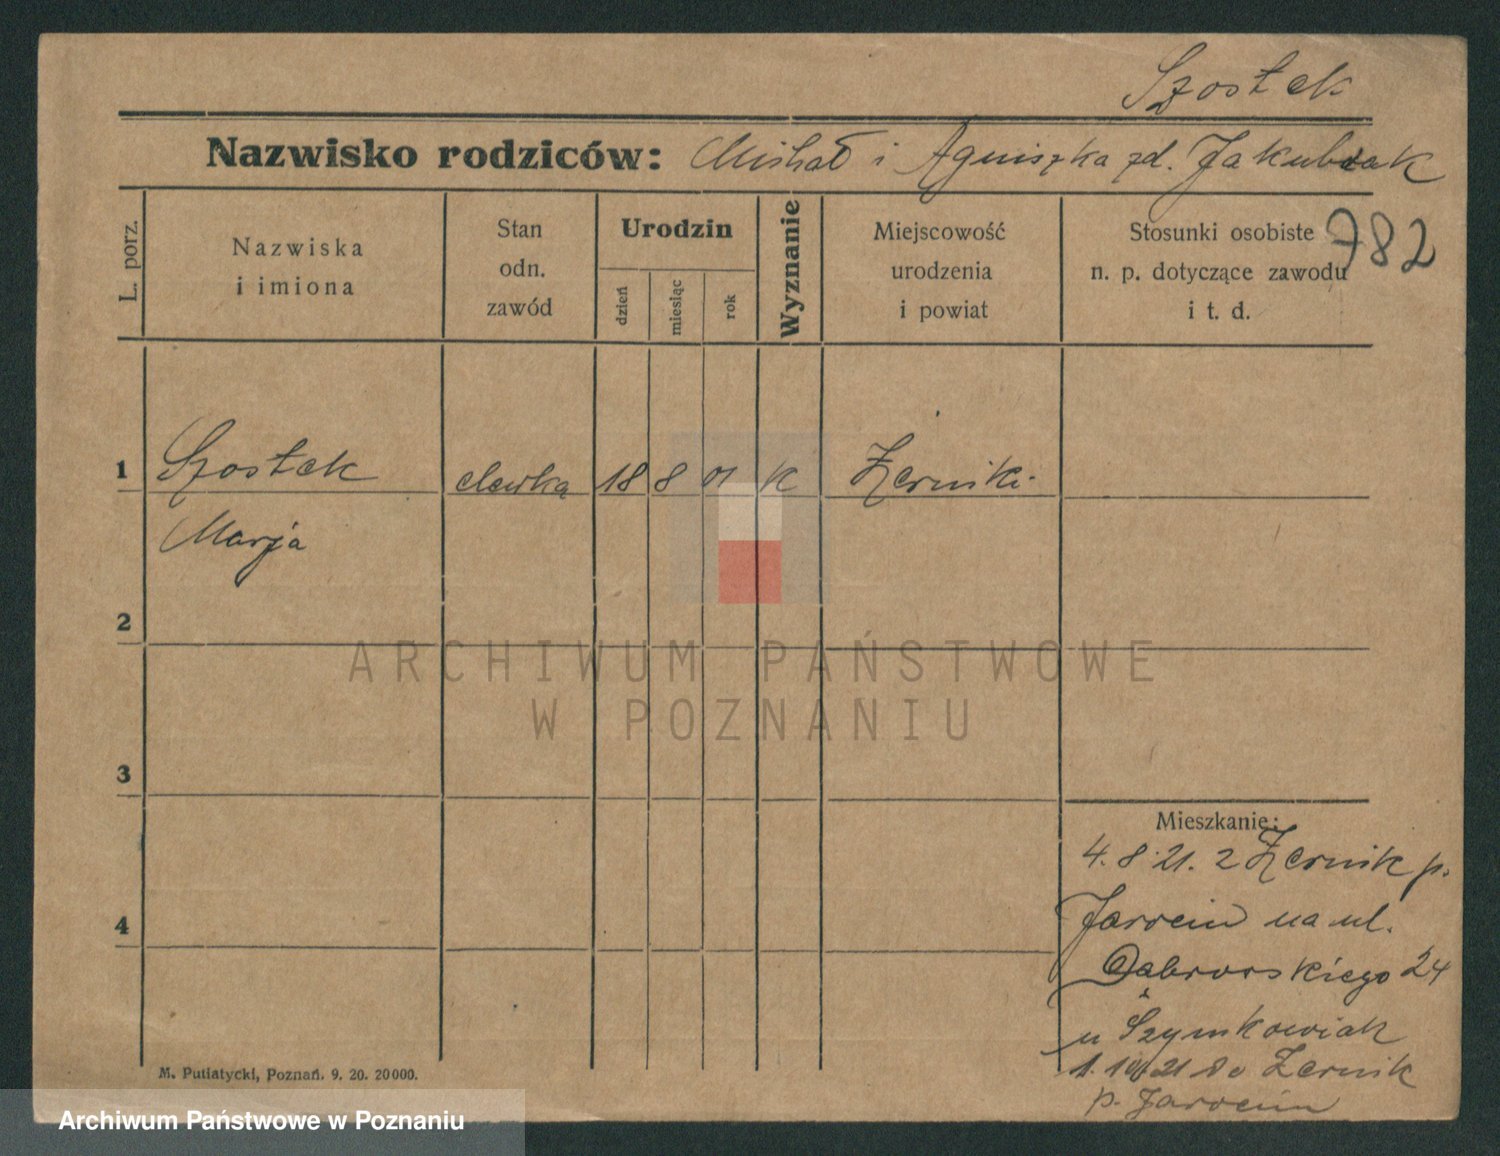 Szostek
Nazwisko rodziców: Michał i Agnieszka zd. Jakubiak
L. porz.
Nazwiska
i imiona
Stan
odn.
zawód
Urodzin
dzień
miesiąc
rok
Wyznanie
Miejscowość
urodzenia
i powiat
Stosunki osobiste
n. p. dotyczące zawodu
i t. d.
782
1 Szostek 18 8 01 K Żerniki
Marja
2
3
4
Mieszkanie:
4. 8. 21. z Żernik p.
Jarocin na ul.
Dąbrowskiego 24
u Szymkowiak
1. 10 21 do Żernik
p. Jarocin
M. Putiatycki, Poznań. 9. 20. 20000.
ARCHIWUM PAŃSTWOWE
W POZNANIU
Archiwum Państwowe w Poznaniu